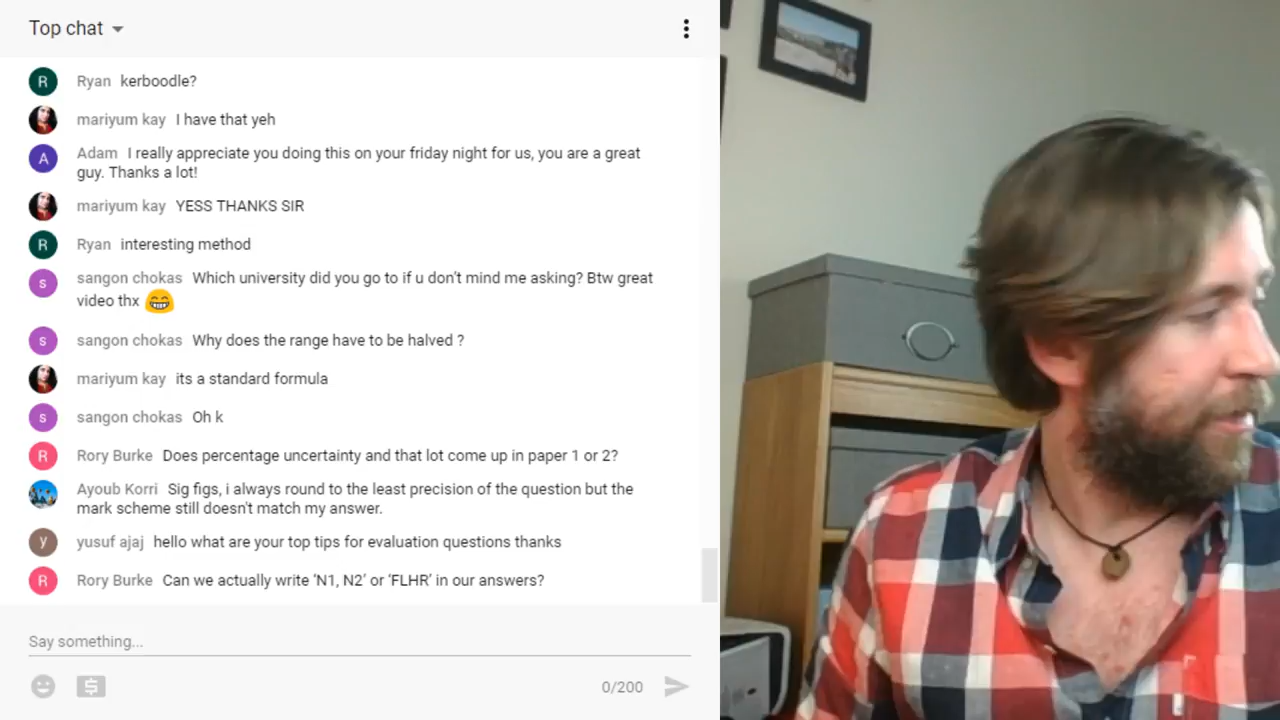 Top chat
R Ryan kerboodle?
mariyum kay I have that yeh
A Adam I really appreciate you doing this on your friday night for us, you are a great
guy. Thanks a lot!
mariyum kay YESS THANKS SIR
R Ryan interesting method
s sangon chokas Which university did you go to if u don't mind me asking? Btw great
video thx 😁
s sangon chokas Why does the range have to be halved ?
mariyum kay its a standard formula
s sangon chokas Oh k
R Rory Burke Does percentage uncertainty and that lot come up in paper 1 or 2?
Ayoub Korri Sig figs, i always round to the least precision of the question but the
mark scheme still doesn't match my answer.
y yusuf ajaj hello what are your top tips for evaluation questions thanks
R Rory Burke Can we actually write 'N1, N2' or 'FLHR' in our answers?
Say something...
$
0/200